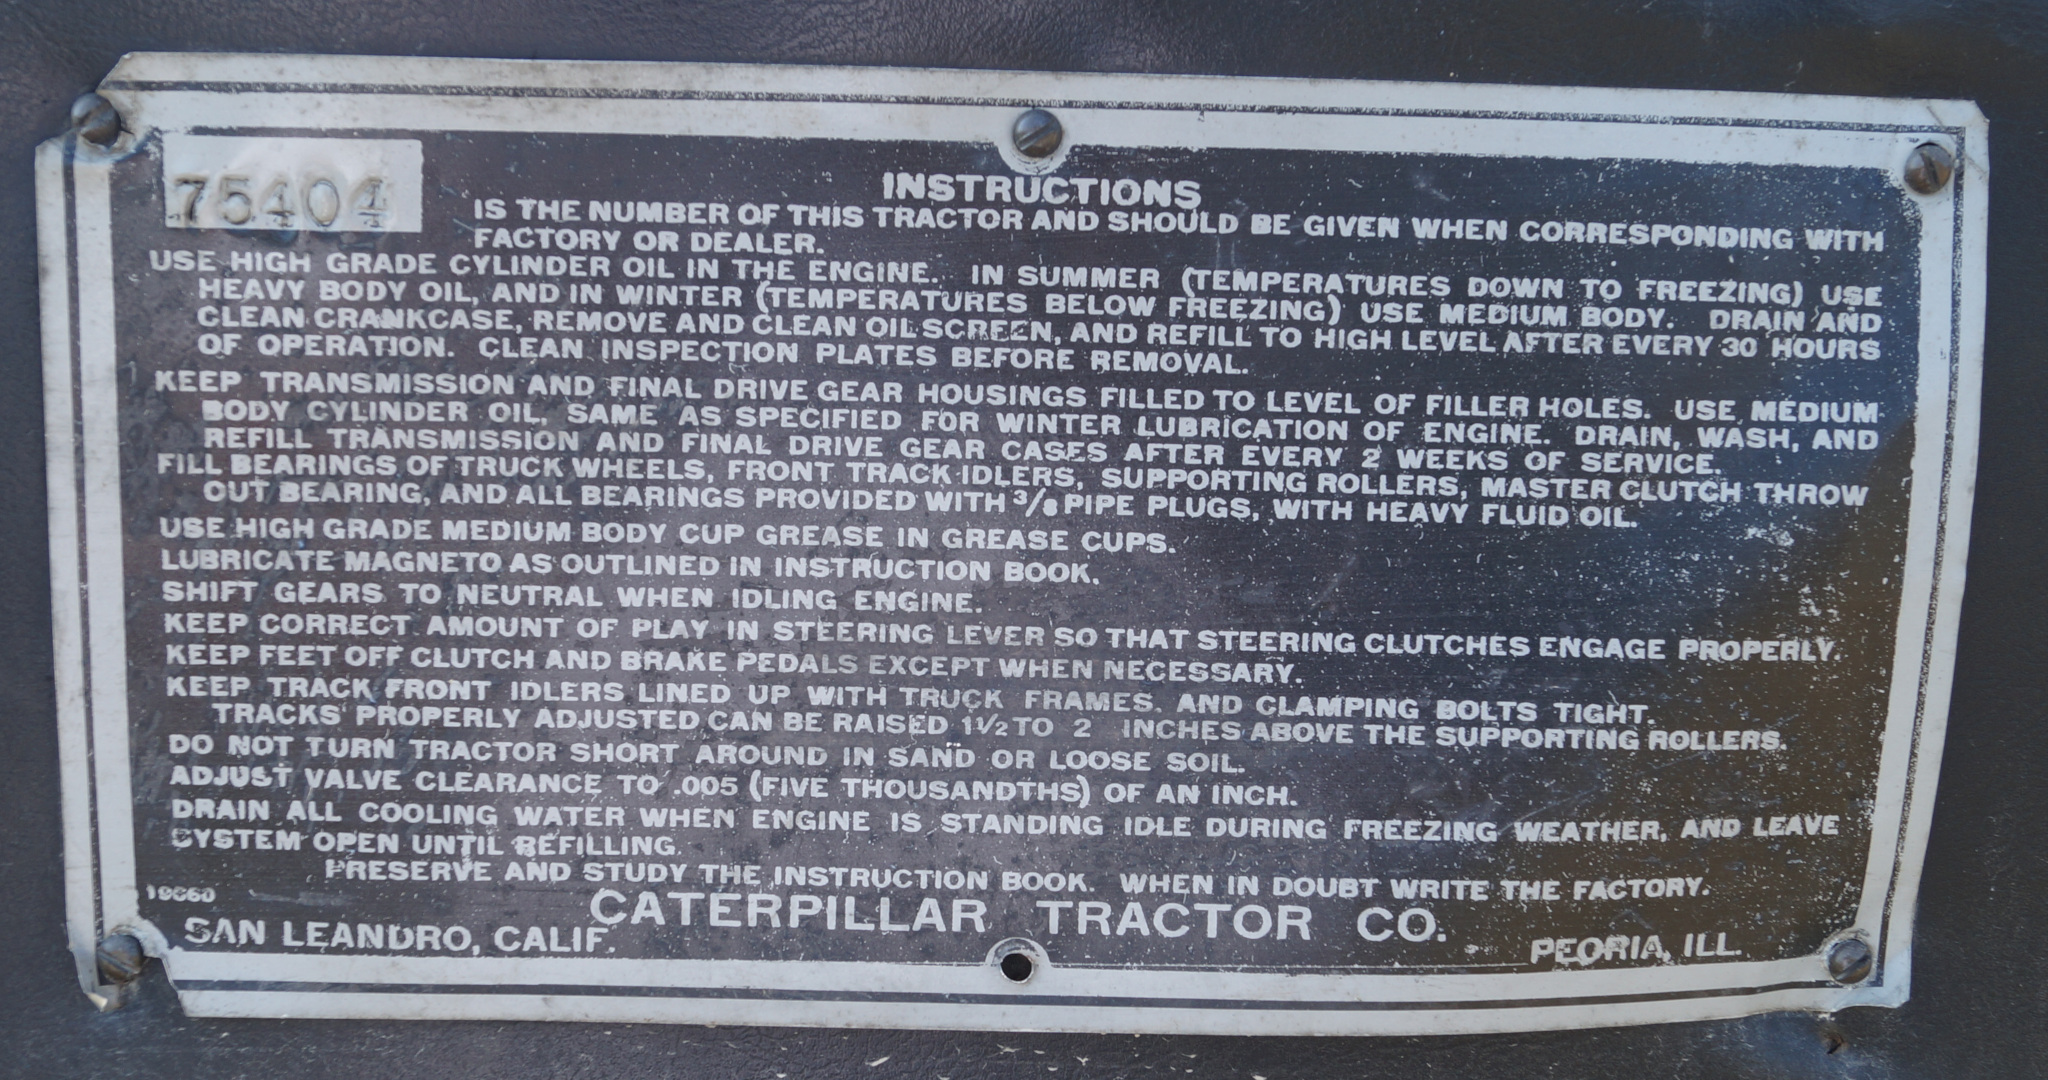 INSTRUCTIONS
75404 IS THE NUMBER OF THIS TRACTOR AND SHOULD BE GIVEN WHEN CORRESPONDING WITH
FACTORY OR DEALER.
USE HIGH GRADE CYLINDER OIL IN THE ENGINE. IN SUMMER (TEMPERATURES DOWN TO FREEZING) USE
HEAVY BODY OIL, AND IN WINTER (TEMPERATURES BELOW FREEZING) USE MEDIUM BODY. DRAIN AND
CLEAN CRANKCASE, REMOVE AND CLEAN OIL SCREEN, AND REFILL TO HIGH LEVEL AFTER EVERY 30 HOURS
OF OPERATION. CLEAN INSPECTION PLATES BEFORE REMOVAL.
KEEP TRANSMISSION AND FINAL DRIVE GEAR HOUSINGS FILLED TO LEVEL OF FILLER HOLES. USE MEDIUM
BODY CYLINDER OIL, SAME AS SPECIFIED FOR WINTER LUBRICATION OF ENGINE. DRAIN, WASH, AND
REFILL TRANSMISSION AND FINAL DRIVE GEAR CASES AFTER EVERY 2 WEEKS OF SERVICE.
FILL BEARINGS OF TRUCK WHEELS, FRONT TRACK IDLERS, SUPPORTING ROLLERS, MASTER CLUTCH THROW
OUT BEARING, AND ALL BEARINGS PROVIDED WITH 3/8 PIPE PLUGS, WITH HEAVY FLUID OIL.
USE HIGH GRADE MEDIUM BODY CUP GREASE IN GREASE CUPS.
LUBRICATE MAGNETO AS OUTLINED IN INSTRUCTION BOOK.
SHIFT GEARS TO NEUTRAL WHEN IDLING ENGINE.
KEEP CORRECT AMOUNT OF PLAY IN STEERING LEVER SO THAT STEERING CLUTCHES ENGAGE PROPERLY.
KEEP FEET OFF CLUTCH AND BRAKE PEDALS EXCEPT WHEN NECESSARY.
KEEP TRACK FRONT IDLERS LINED UP WITH TRUCK FRAMES, AND CLAMPING BOLTS TIGHT.
TRACKS PROPERLY ADJUSTED CAN BE RAISED 1 1/2 TO 2 INCHES ABOVE THE SUPPORTING ROLLERS.
DO NOT TURN TRACTOR SHORT AROUND IN SAND OR LOOSE SOIL.
ADJUST VALVE CLEARANCE TO .005 (FIVE THOUSANDTHS) OF AN INCH.
DRAIN ALL COOLING WATER WHEN ENGINE IS STANDING IDLE DURING FREEZING WEATHER, AND LEAVE
SYSTEM OPEN UNTIL REFILLING.
PRESERVE AND STUDY THE INSTRUCTION BOOK. WHEN IN DOUBT WRITE THE FACTORY.
CATERPILLAR TRACTOR CO.
SAN LEANDRO, CALIF. PEORIA, ILL.